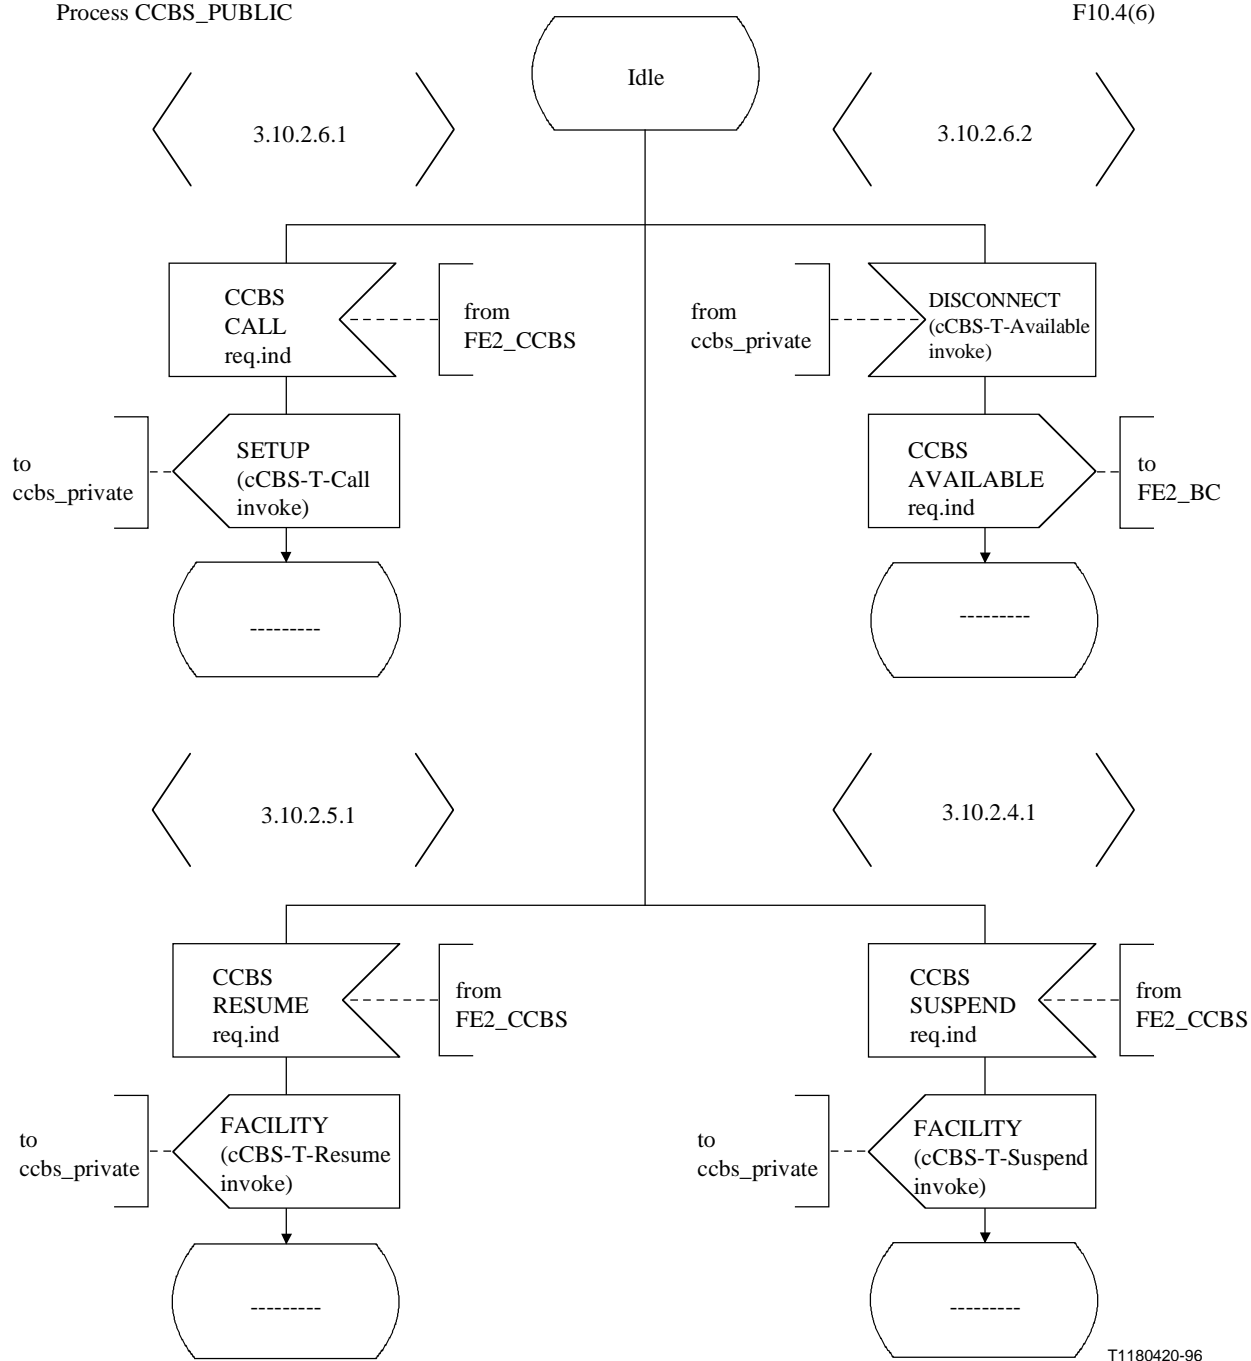 Process CCBS_PUBLIC
F10.4(6)
Idle
3.10.2.6.1
3.10.2.6.2
CCBS
CALL
req.ind
from
FE2_CCBS
from
ccbs_private
DISCONNECT
(cCBS-T-Available
invoke)
to
ccbs_private
SETUP
(cCBS-T-Call
invoke)
CCBS
AVAILABLE
req.ind
to
FE2_BC
---------
---------
3.10.2.5.1
3.10.2.4.1
CCBS
RESUME
req.ind
from
FE2_CCBS
CCBS
SUSPEND
req.ind
from
FE2_CCBS
to
ccbs_private
FACILITY
(cCBS-T-Resume
invoke)
to
ccbs_private
FACILITY
(cCBS-T-Suspend
invoke)
---------
---------
T1180420-96